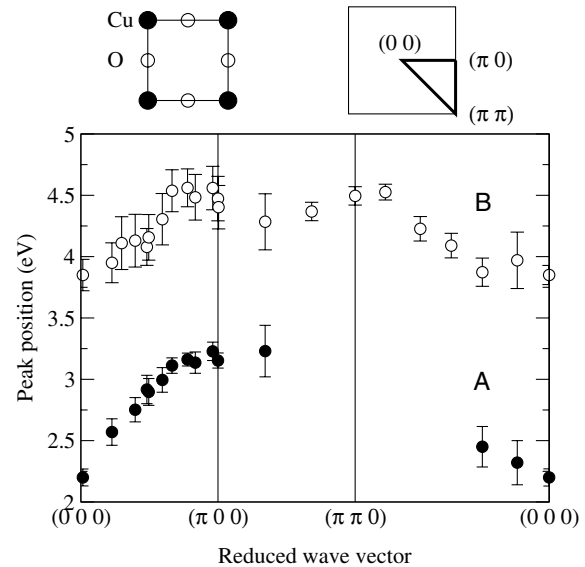 Cu
O
(0 0)
(π 0)
(π π)
5
4.5
4
3.5
3
2.5
2
Peak position (eV)
B
A
(0 0 0)
(π 0 0)
(π π 0)
(0 0 0)
Reduced wave vector